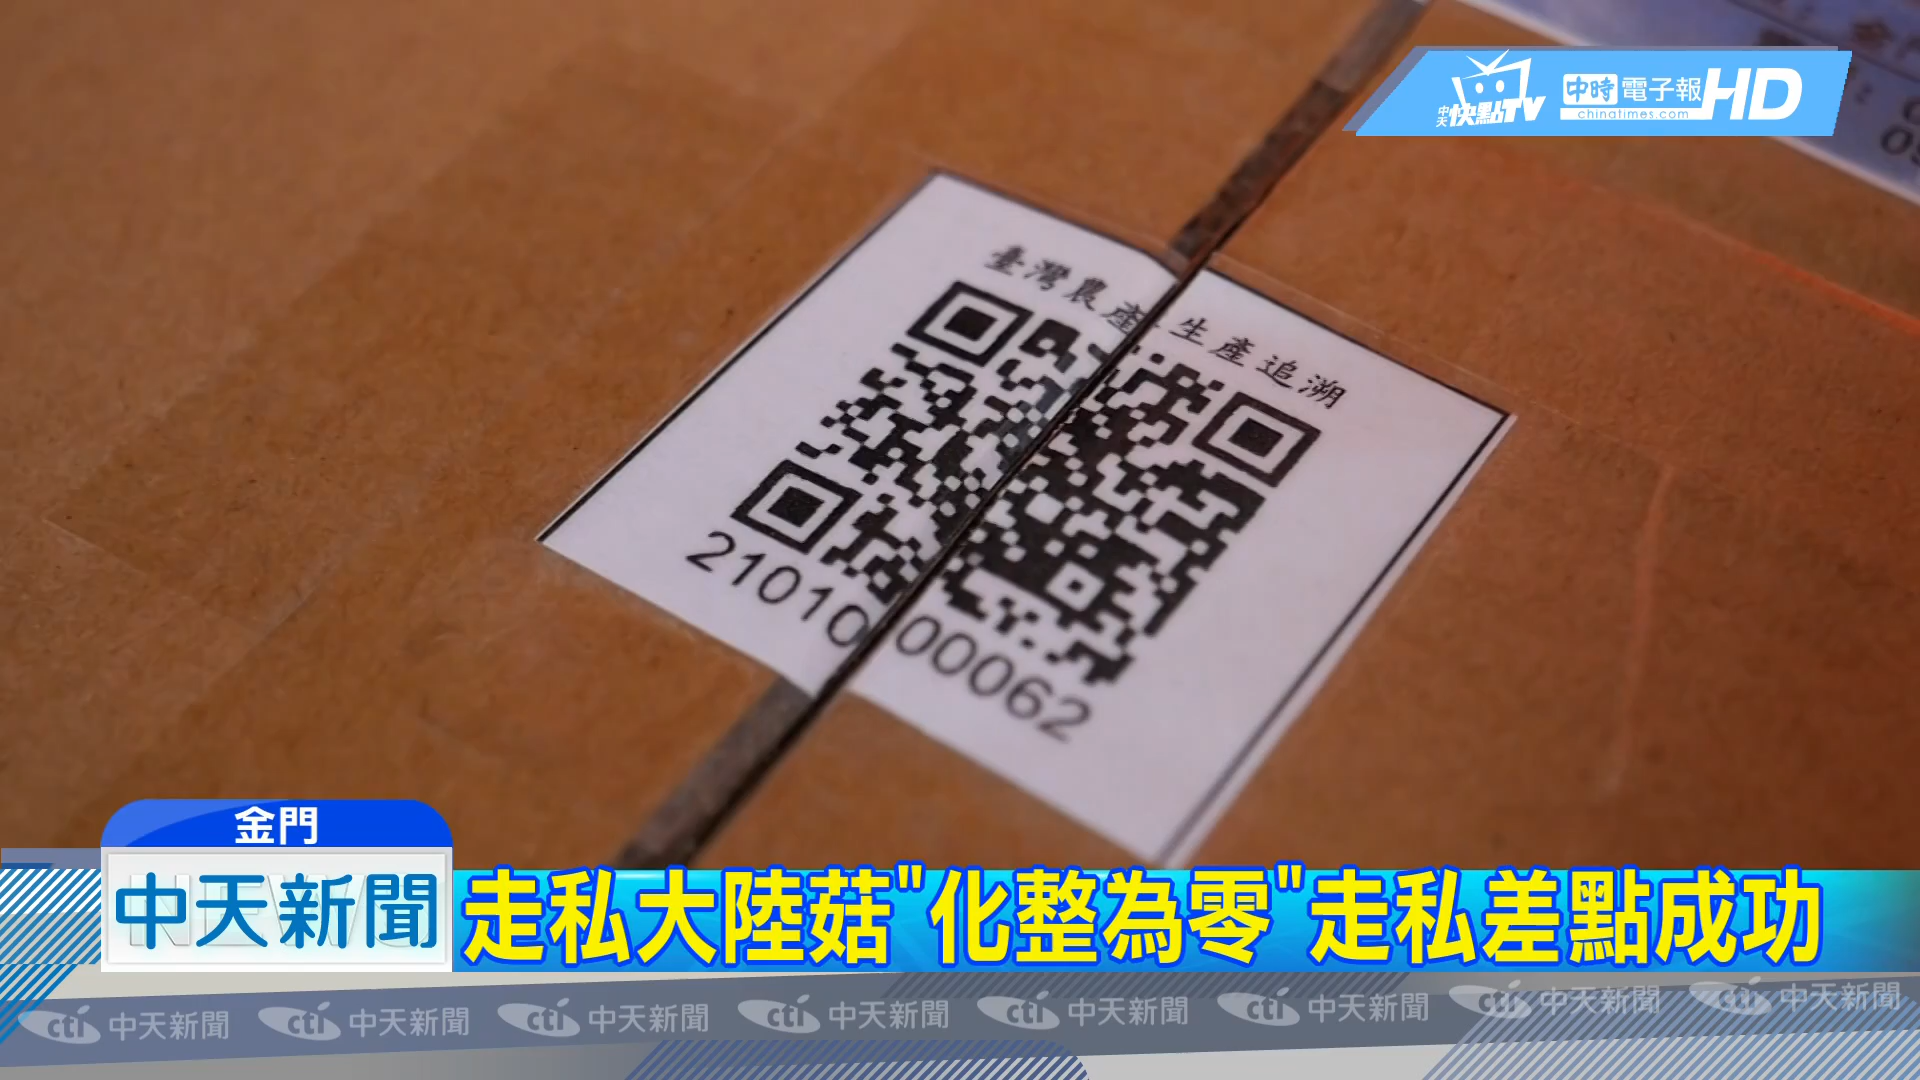 中天快點TV
中時電子報HD
chinatimes.com
臺灣農產
生產追溯
21010
00062
金門
中天新聞
NEWS
走私大陸菇"化整為零"走私差點成功
cti 中天新聞 cti 中天新聞 cti 中天新聞 cti 中天新聞 cti 中天新聞 cti 中天新聞 cti 中天新聞 cti 中天新聞